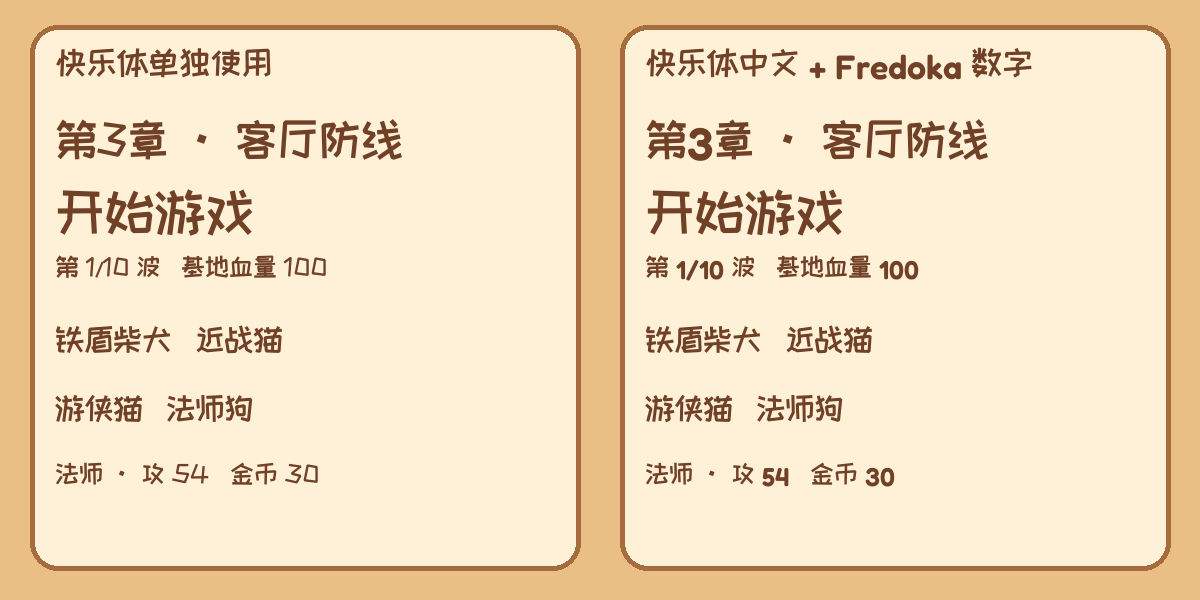 快乐体单独使用
第3章 · 客厅防线
开始游戏
第 1/10 波 基地血量 100
铁盾柴犬 近战猫
游侠猫 法师狗
法师 · 攻 54 金币 30
快乐体中文 + Fredoka 数字
第3章 · 客厅防线
开始游戏
第 1/10 波 基地血量 100
铁盾柴犬 近战猫
游侠猫 法师狗
法师 · 攻 54 金币 30